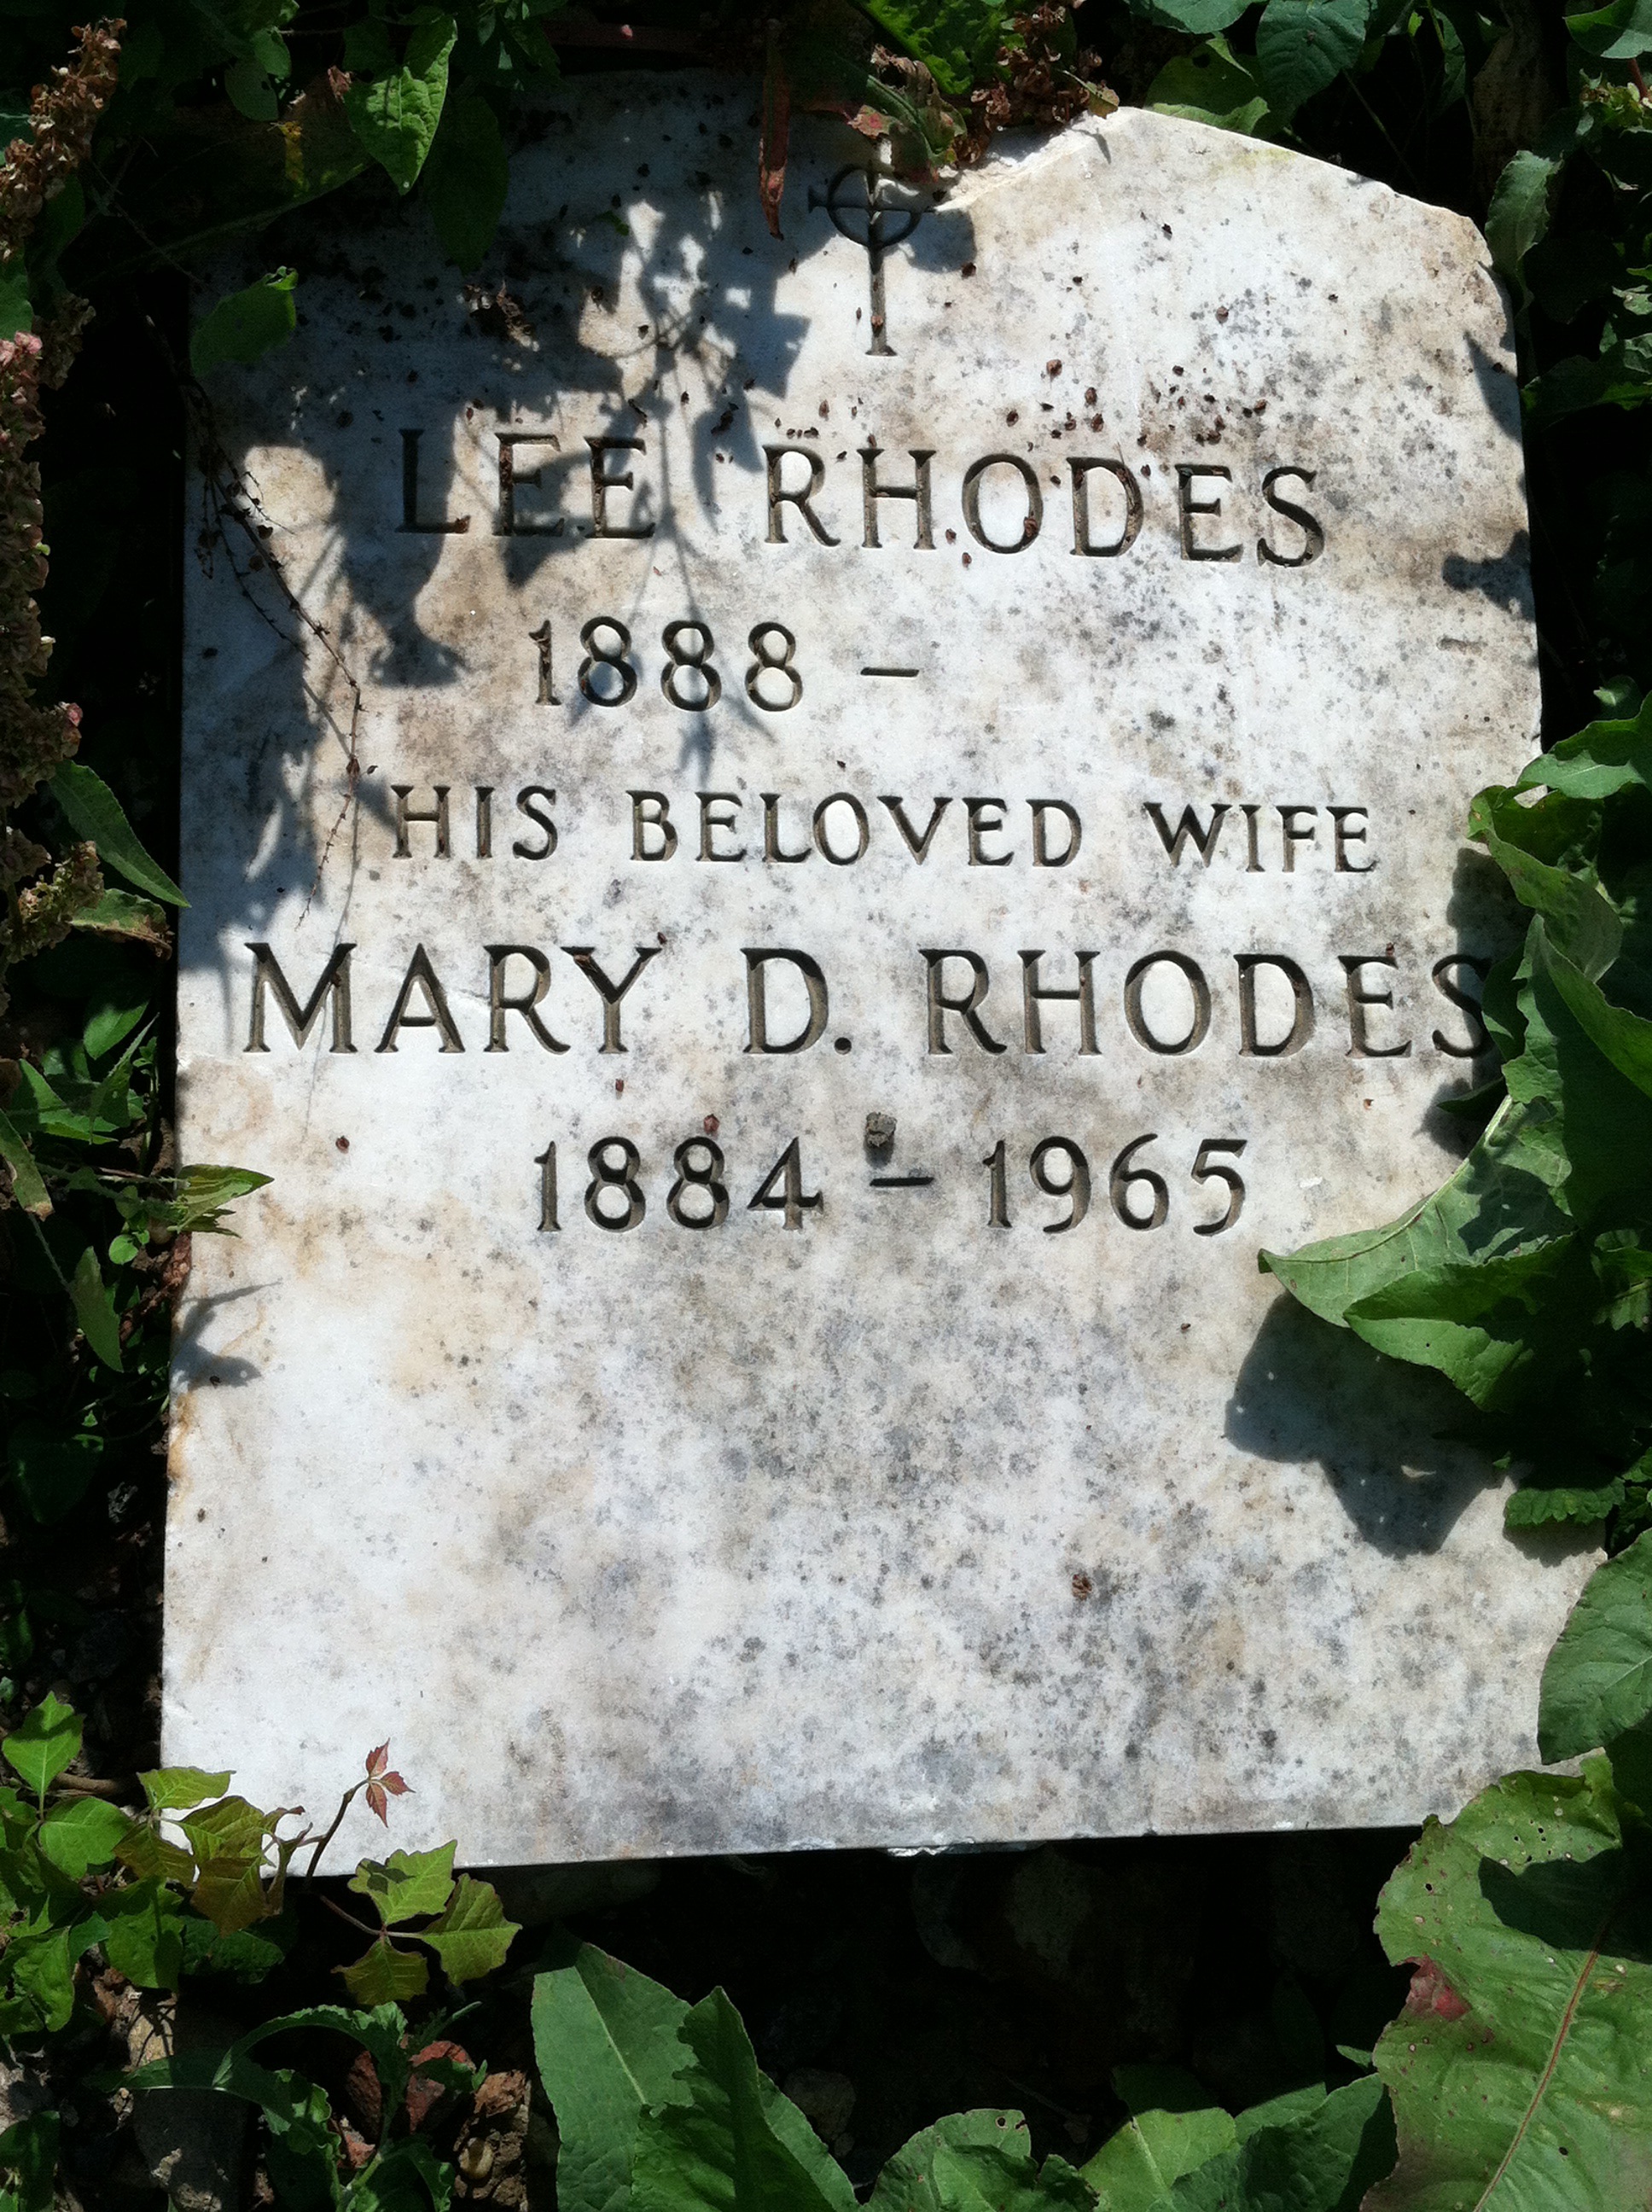 LEE RHODES
1888 –
HIS BELOVED WIFE
MARY D. RHODES
1884 – 1965